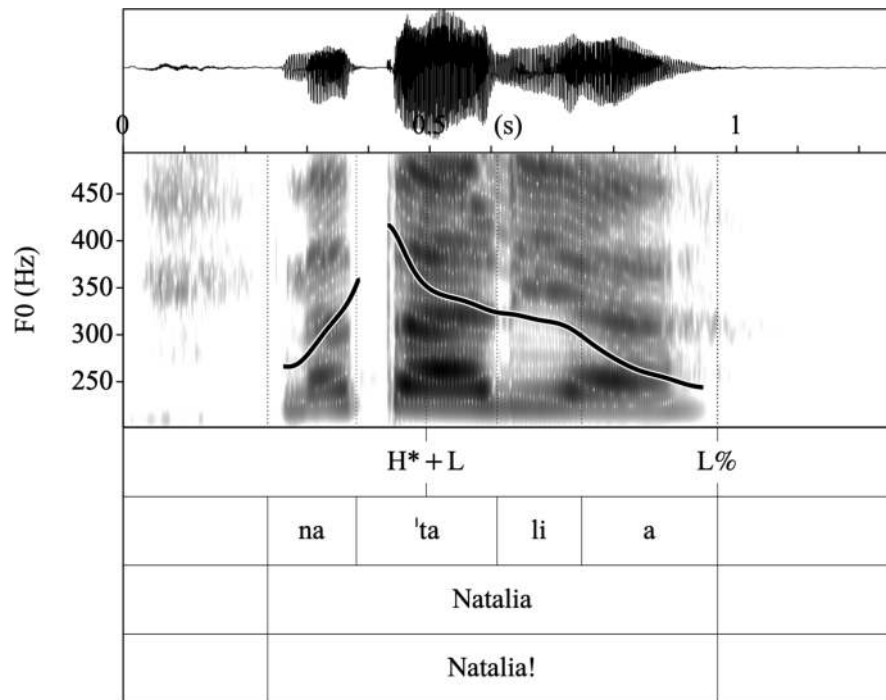 0 0.5 (s) 1
450
400
350
300
250
F0 (Hz)
H* + L L%
na ˈta li a
Natalia
Natalia!